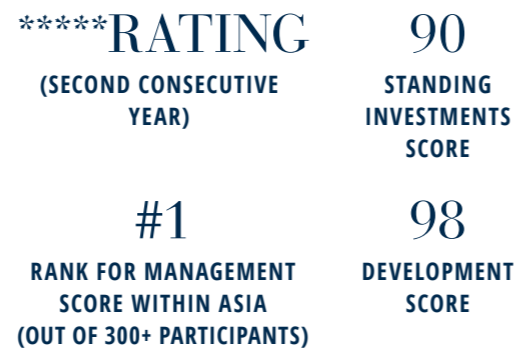 *****RATING
(SECOND CONSECUTIVE
YEAR)
90
STANDING
INVESTMENTS
SCORE
#1
RANK FOR MANAGEMENT
SCORE WITHIN ASIA
(OUT OF 300+ PARTICIPANTS)
98
DEVELOPMENT
SCORE